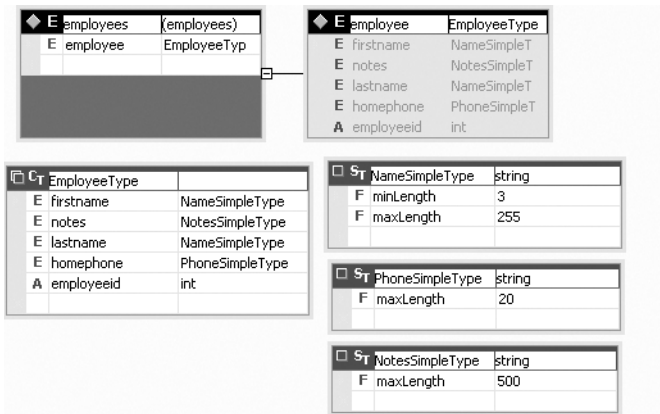 E employees (employees)
E employee EmployeeTyp
E employee EmployeeType
E firstname NameSimpleT
E notes NotesSimpleT
E lastname NameSimpleT
E homephone PhoneSimpleT
A employeeid int
CT EmployeeType
E firstname NameSimpleType
E notes NotesSimpleType
E lastname NameSimpleType
E homephone PhoneSimpleType
A employeeid int
ST NameSimpleType string
F minLength 3
F maxLength 255
ST PhoneSimpleType string
F maxLength 20
ST NotesSimpleType string
F maxLength 500